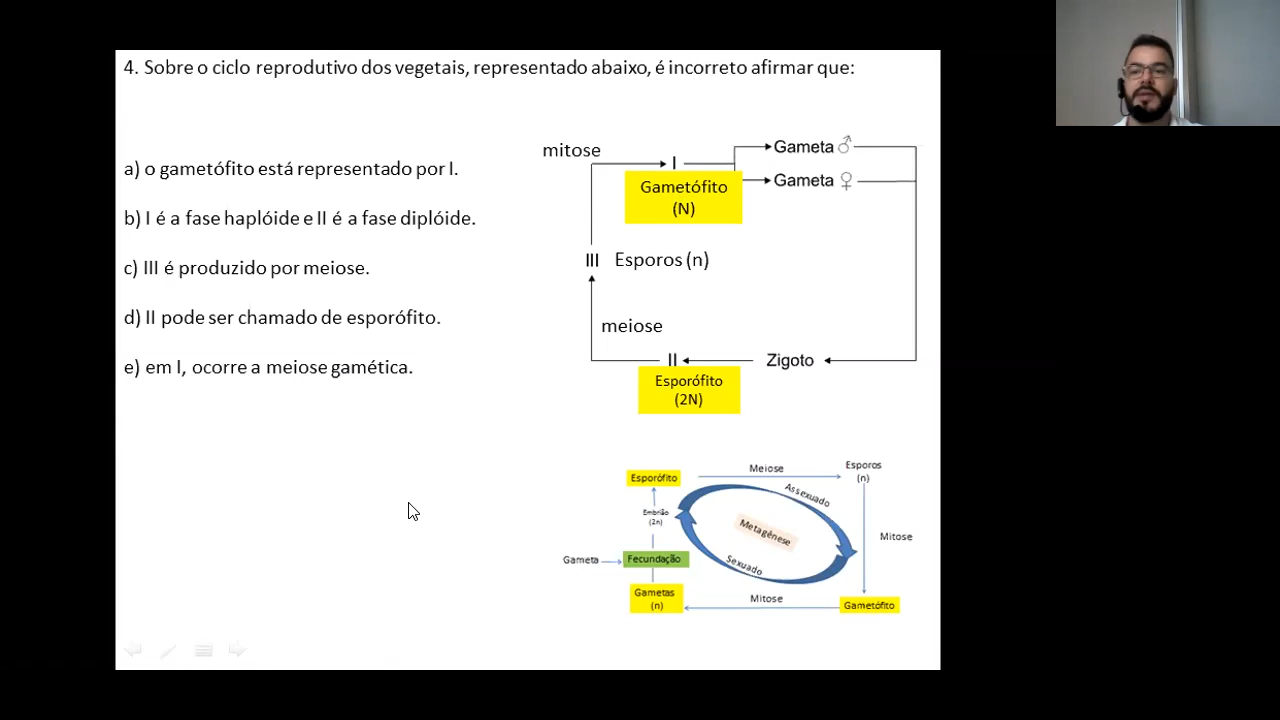 4. Sobre o ciclo reprodutivo dos vegetais, representado abaixo, é incorreto afirmar que:
a) o gametófito está representado por I.
b) I é a fase haplóide e II é a fase diplóide.
c) III é produzido por meiose.
d) II pode ser chamado de esporófito.
e) em I, ocorre a meiose gamética.
mitose
I
Gameta ♂
Gameta ♀
Gametófito
(N)
III
Esporos (n)
meiose
II
Zigoto
Esporófito
(2N)
Esporófito
Meiose
Esporos
(n)
Assexuado
Embrião
(2n)
Metagênese
Mitose
Gameta
Fecundação
Sexuado
Gametas
(n)
Mitose
Gametófito